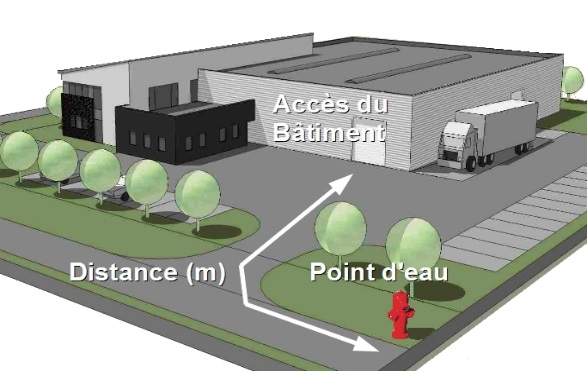 Accès du
Bâtiment
Distance (m)
Point d'eau